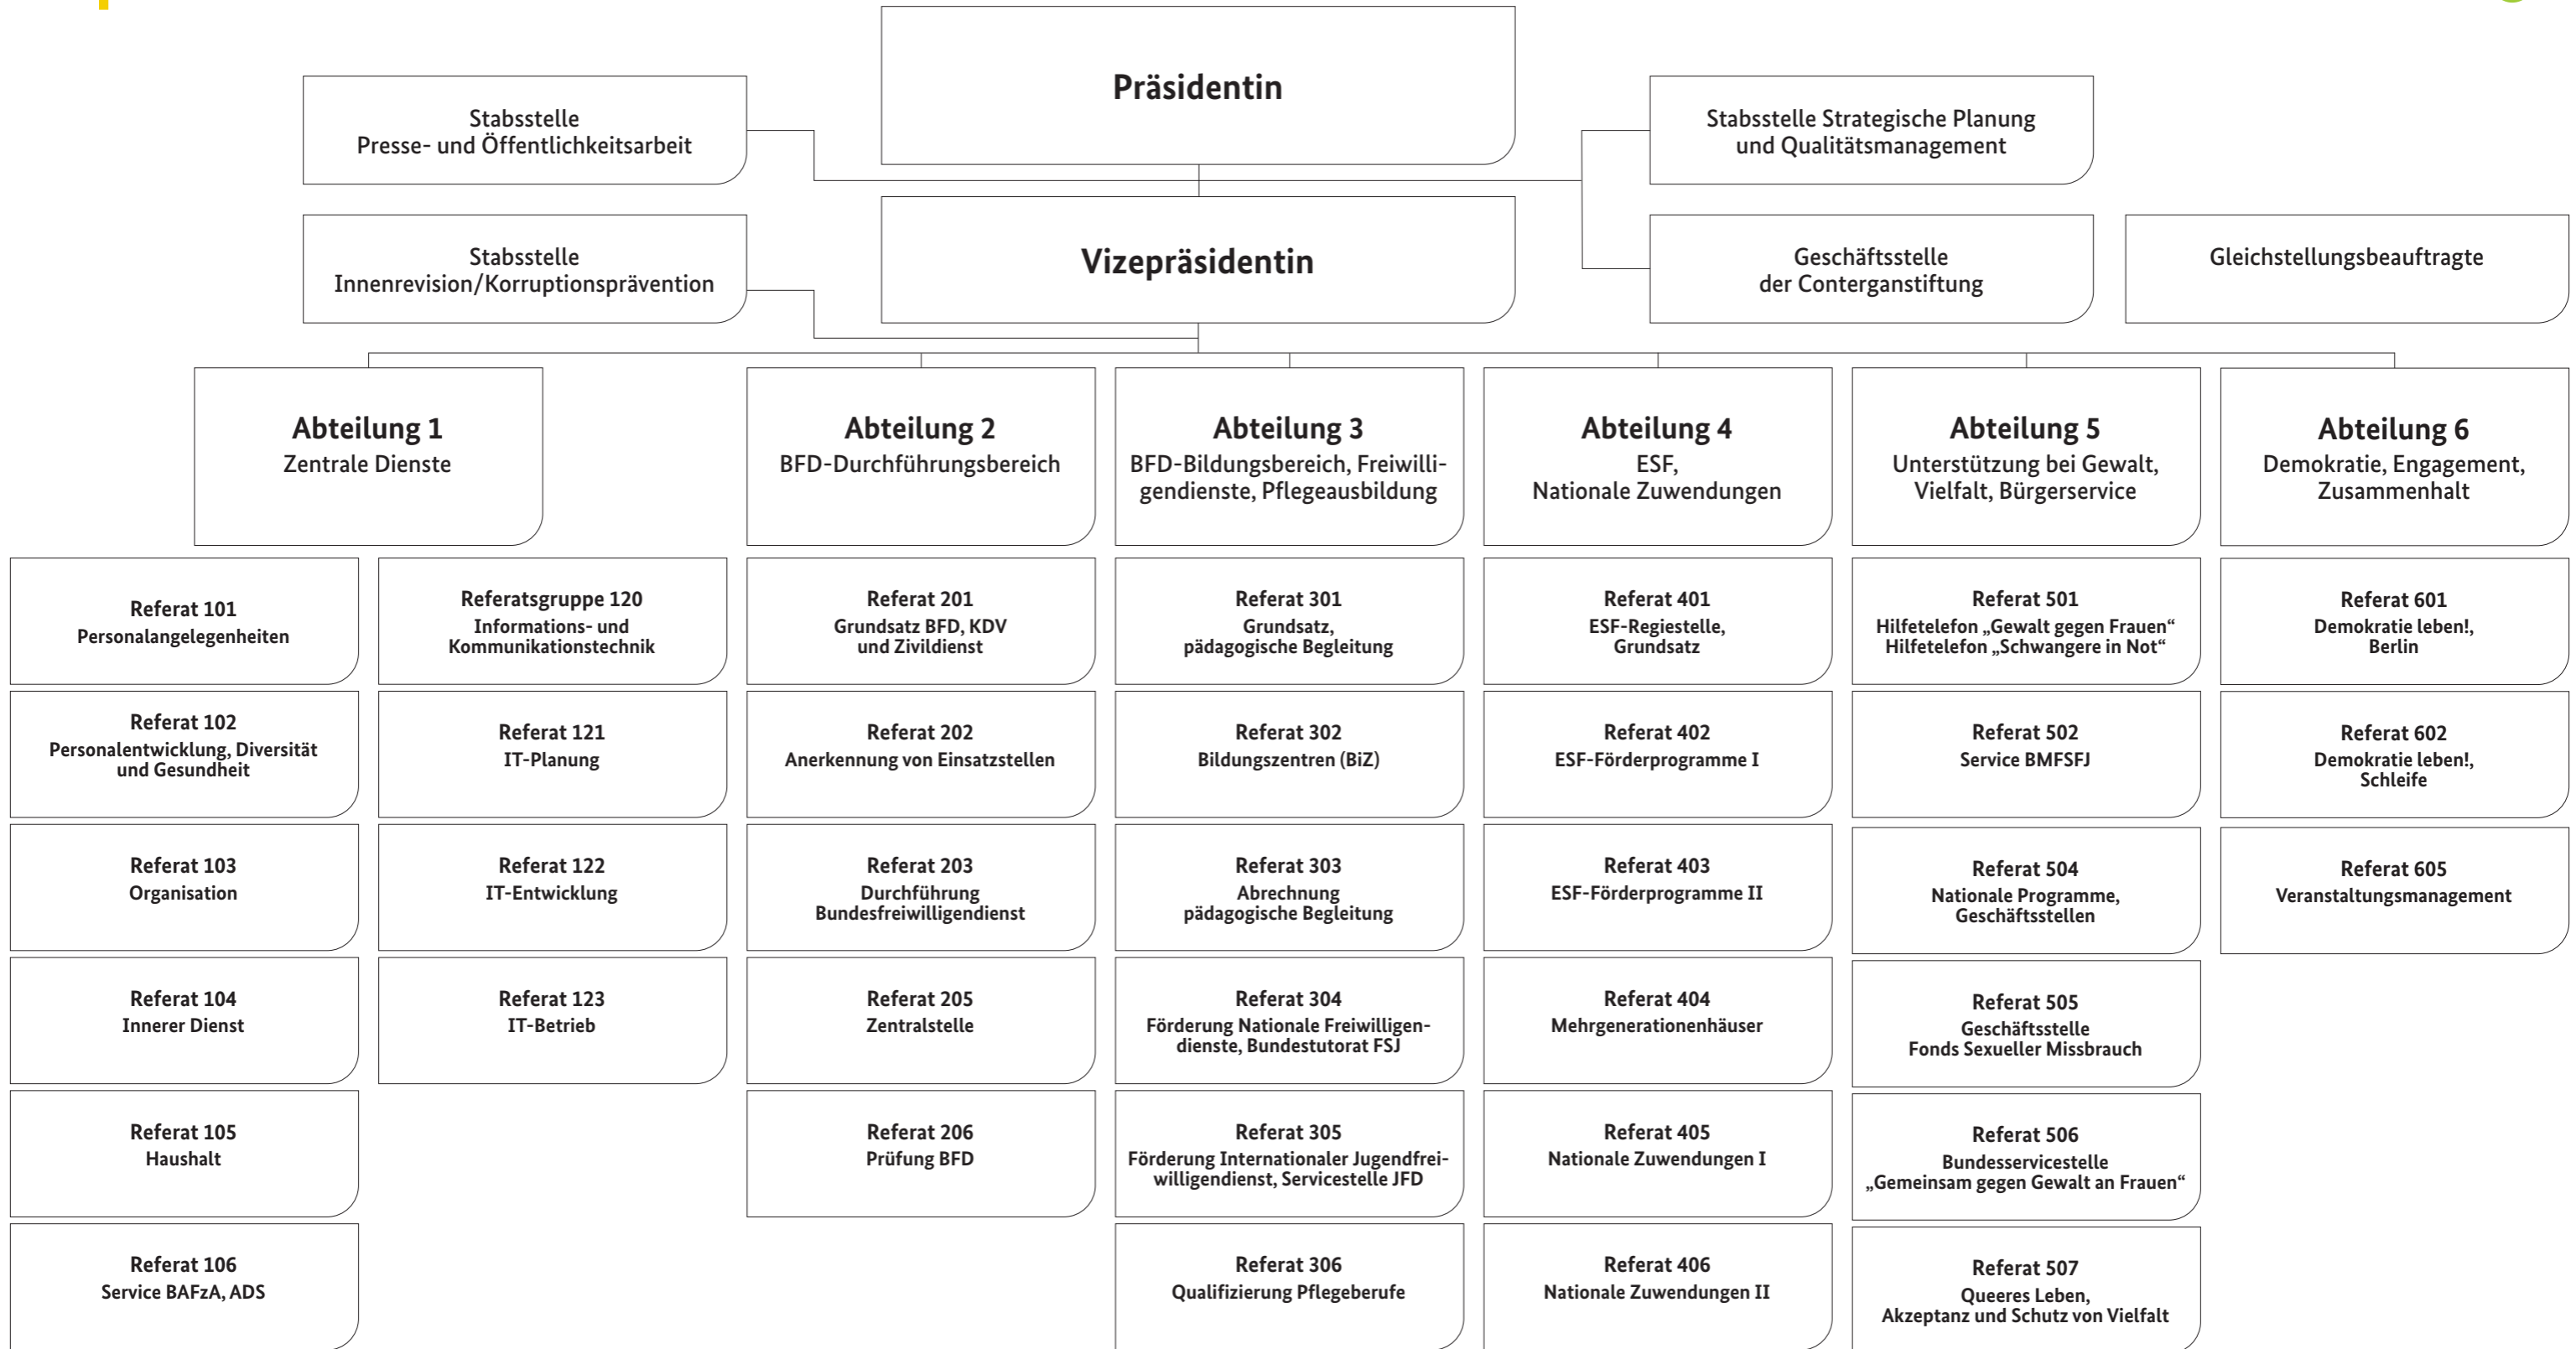 Präsidentin
Stabsstelle
Presse- und Öffentlichkeitsarbeit
Stabsstelle Strategische Planung
und Qualitätsmanagement
Vizepräsidentin
Stabsstelle
Innenrevision/Korruptionsprävention
Geschäftsstelle
der Conterganstiftung
Gleichstellungsbeauftragte
Abteilung 1
Zentrale Dienste
Abteilung 2
BFD-Durchführungsbereich
Abteilung 3
BFD-Bildungsbereich, Freiwilli-
gendienste, Pflegeausbildung
Abteilung 4
ESF,
Nationale Zuwendungen
Abteilung 5
Unterstützung bei Gewalt,
Vielfalt, Bürgerservice
Abteilung 6
Demokratie, Engagement,
Zusammenhalt
Referat 101
Personalangelegenheiten
Referat 102
Personalentwicklung, Diversität
und Gesundheit
Referat 103
Organisation
Referat 104
Innerer Dienst
Referat 105
Haushalt
Referat 106
Service BAFzA, ADS
Referatsgruppe 120
Informations- und
Kommunikationstechnik
Referat 121
IT-Planung
Referat 122
IT-Entwicklung
Referat 123
IT-Betrieb
Referat 201
Grundsatz BFD, KDV
und Zivildienst
Referat 202
Anerkennung von Einsatzstellen
Referat 203
Durchführung
Bundesfreiwilligendienst
Referat 205
Zentralstelle
Referat 206
Prüfung BFD
Referat 301
Grundsatz,
pädagogische Begleitung
Referat 302
Bildungszentren (BiZ)
Referat 303
Abrechnung
pädagogische Begleitung
Referat 304
Förderung Nationale Freiwilligen-
dienste, Bundestutorat FSJ
Referat 305
Förderung Internationaler Jugendfrei-
willigendienst, Servicestelle JFD
Referat 306
Qualifizierung Pflegeberufe
Referat 401
ESF-Regiestelle,
Grundsatz
Referat 402
ESF-Förderprogramme I
Referat 403
ESF-Förderprogramme II
Referat 404
Mehrgenerationenhäuser
Referat 405
Nationale Zuwendungen I
Referat 406
Nationale Zuwendungen II
Referat 501
Hilfetelefon „Gewalt gegen Frauen“
Hilfetelefon „Schwangere in Not“
Referat 502
Service BMFSFJ
Referat 504
Nationale Programme,
Geschäftsstellen
Referat 505
Geschäftsstelle
Fonds Sexueller Missbrauch
Referat 506
Bundesservicestelle
„Gemeinsam gegen Gewalt an Frauen“
Referat 507
Queeres Leben,
Akzeptanz und Schutz von Vielfalt
Referat 601
Demokratie leben!,
Berlin
Referat 602
Demokratie leben!,
Schleife
Referat 605
Veranstaltungsmanagement